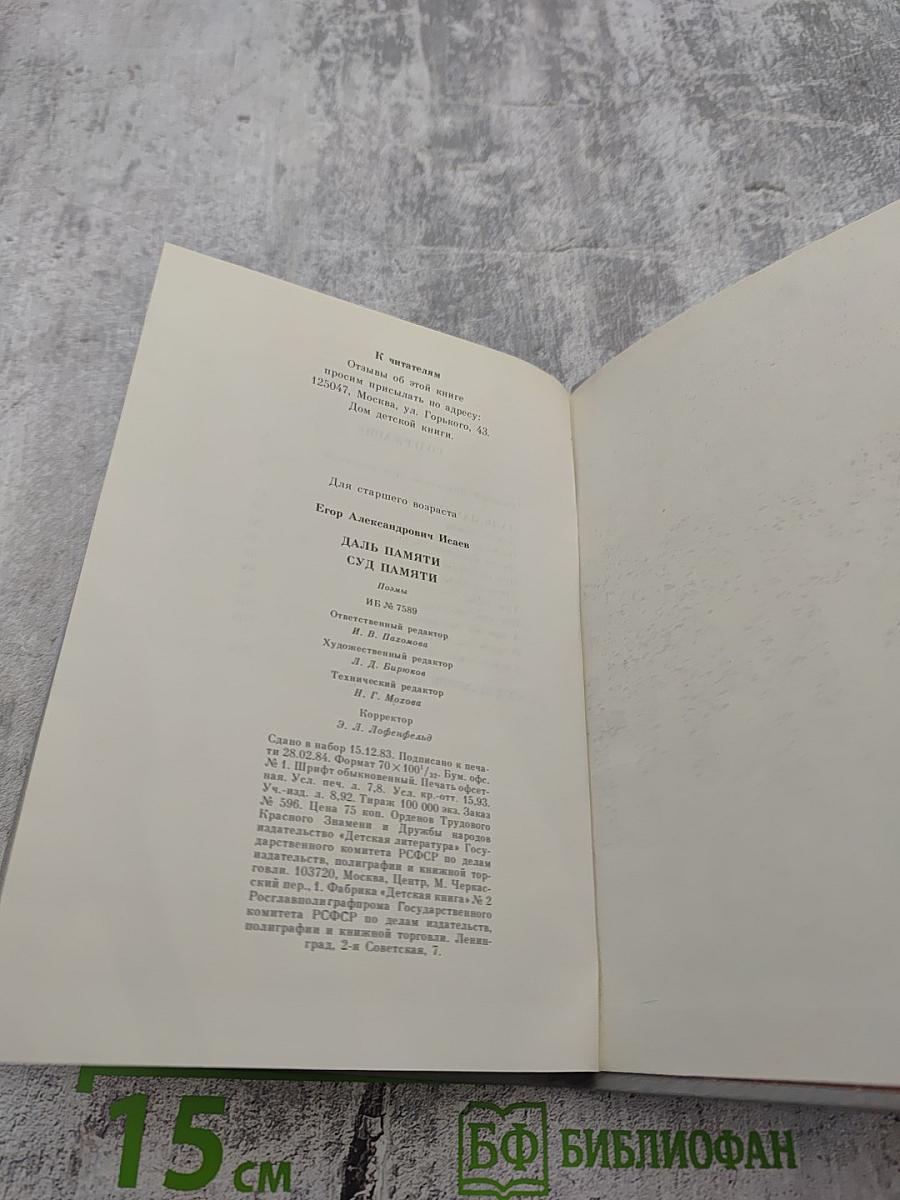 К читателям
Отзывы об этой книге
просим присылать по адресу:
125047, Москва, ул. Горького, 43.
Дом детской книги.
Для старшего возраста
Егор Александрович Исаев
ДАЛЬ ПАМЯТИ
СУД ПАМЯТИ
Поэмы
ИБ № 7589
Ответственный редактор
И. В. Пахомова
Художественный редактор
Л. Д. Бирюков
Технический редактор
Н. Г. Мохова
Корректор
Э. Л. Лофенфельд
Сдано в набор 15.12.83. Подписано к печа-
ти 28.02.84. Формат 70×100¹/₃₂. Бум. офс.
№ 1. Шрифт обыкновенный. Печать офсет-
ная. Усл. печ. л. 7,8. Усл. кр.-отт. 15,93.
Уч.-изд. л. 8,92. Тираж 100 000 экз. Заказ
№ 596. Цена 75 коп. Орденов Трудового
Красного Знамени и Дружбы народов
издательство «Детская литература» Госу-
дарственного комитета РСФСР по делам
издательств, полиграфии и книжной тор-
говли. 103720, Москва, Центр, М. Черкас-
ский пер., 1. Фабрика «Детская книга» № 2
Росглавполиграфпрома Государственного
комитета РСФСР по делам издательств,
полиграфии и книжной торговли. Ленин-
град, 2-я Советская, 7.
15 см
БФ БИБЛИОФАН